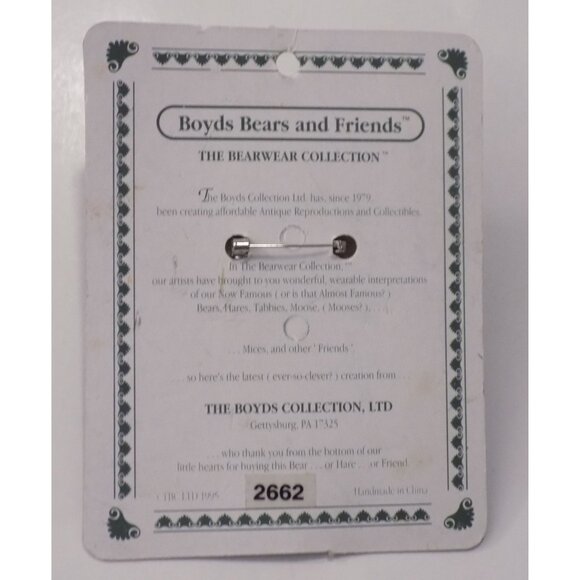 Boyds Bears and Friends™
THE BEARWEAR COLLECTION™
The Boyds Collection Ltd. has, since 1979,
been creating affordable Antique Reproductions and Collectibles.
In The Bearwear Collection,™
our artists have brought to you wonderful, wearable interpretations
of our Now Famous ( or is that Almost Famous? )
Bears, Hares, Tabbies, Moose, ( Mooses? ). . . .
. . . Mices, and other ' Friends '
. . . so here's the latest ( ever-so-clever? ) creation from . . .
THE BOYDS COLLECTION, LTD
Gettysburg, PA 17325
. . . who thank you from the bottom of our
little hearts for buying this Bear . . . or Hare . . . or Friend.
TBC LTD 1995 2662 Handmade in China